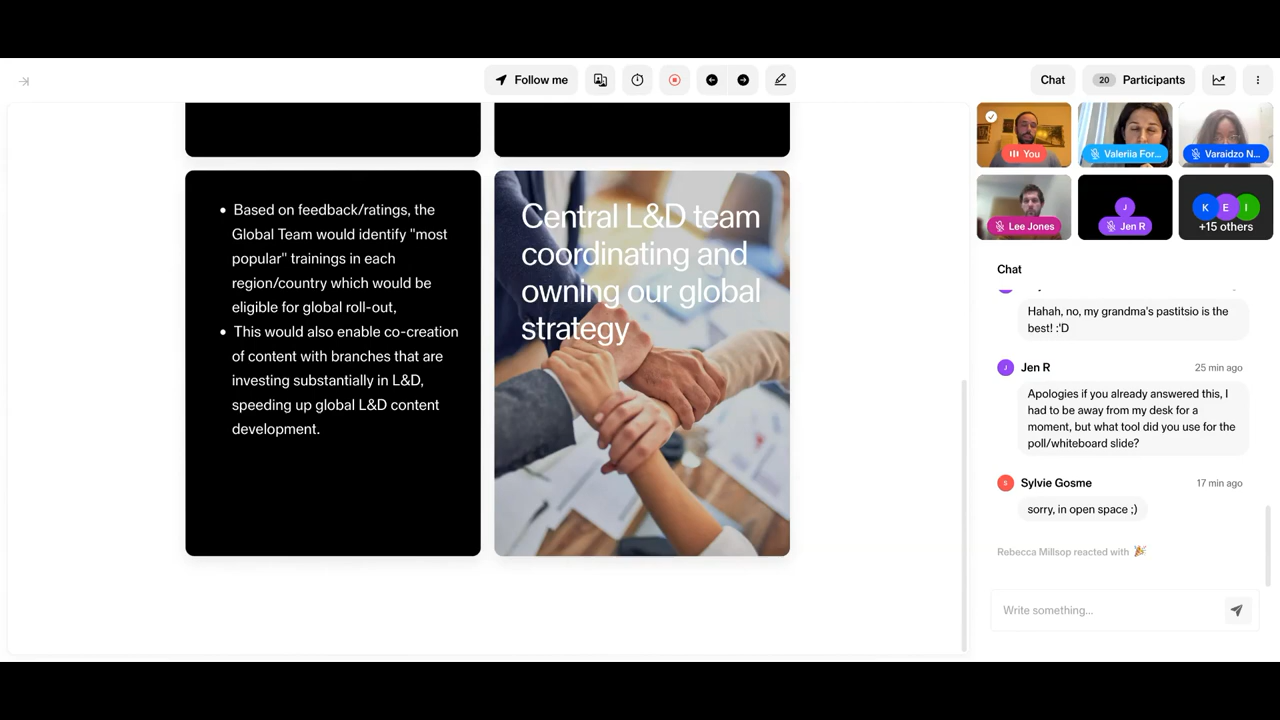 Follow me
Chat
20 Participants
You
Valeriia For...
Varaidzo N...
Lee Jones
J
Jen R
K E I
+15 others
• Based on feedback/ratings, the
Global Team would identify "most
popular" trainings in each
region/country which would be
eligible for global roll-out,
• This would also enable co-creation
of content with branches that are
investing substantially in L&D,
speeding up global L&D content
development.
Central L&D team
coordinating and
owning our global
strategy
Chat
Hahah, no, my grandma's pastitsio is the
best! :'D
J Jen R 25 min ago
Apologies if you already answered this, I
had to be away from my desk for a
moment, but what tool did you use for the
poll/whiteboard slide?
S Sylvie Gosme 17 min ago
sorry, in open space ;)
Rebecca Millsop reacted with 🎉
Write something...